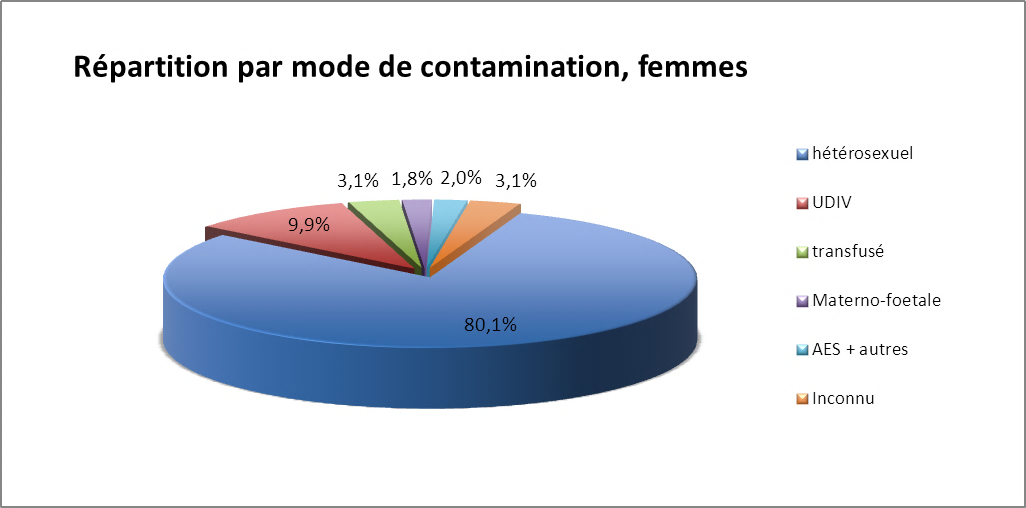 Répartition par mode de contamination, femmes
3,1%
1,8%
2,0%
3,1%
9,9%
80,1%
hétérosexuel
UDIV
transfusé
Materno-foetale
AES + autres
Inconnu